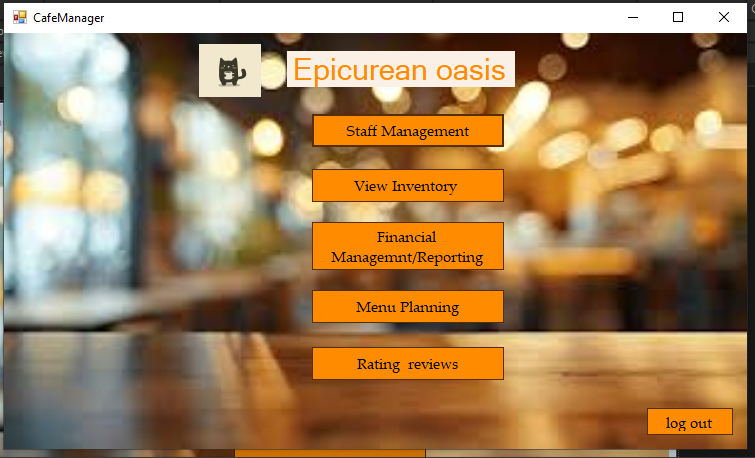 CafeManager
Epicurean oasis
Staff Management
View Inventory
Financial
Managemnt/Reporting
Menu Planning
Rating  reviews
log out